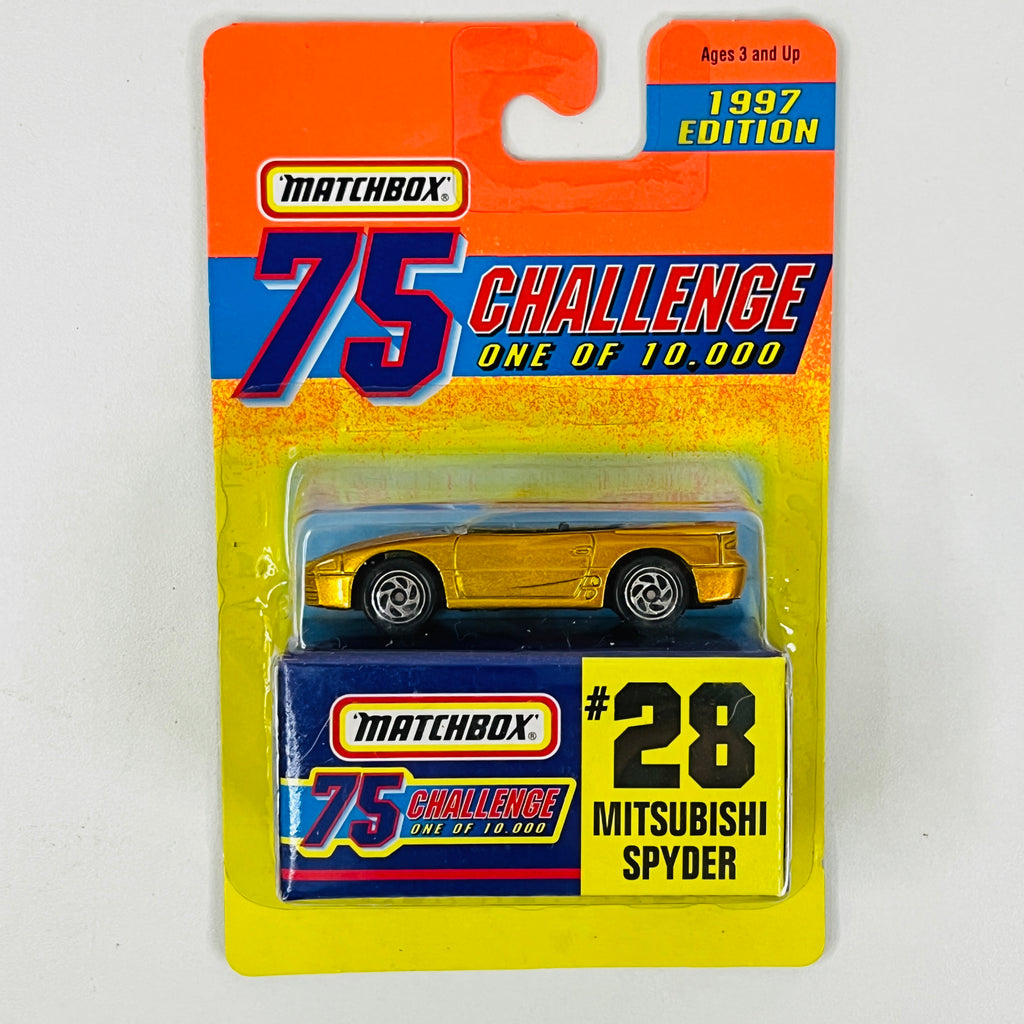 Ages 3 and Up
1997
EDITION
MATCHBOX®
75 CHALLENGE
ONE OF 10.000
MATCHBOX®
75 CHALLENGE
ONE OF 10.000
#28
MITSUBISHI
SPYDER